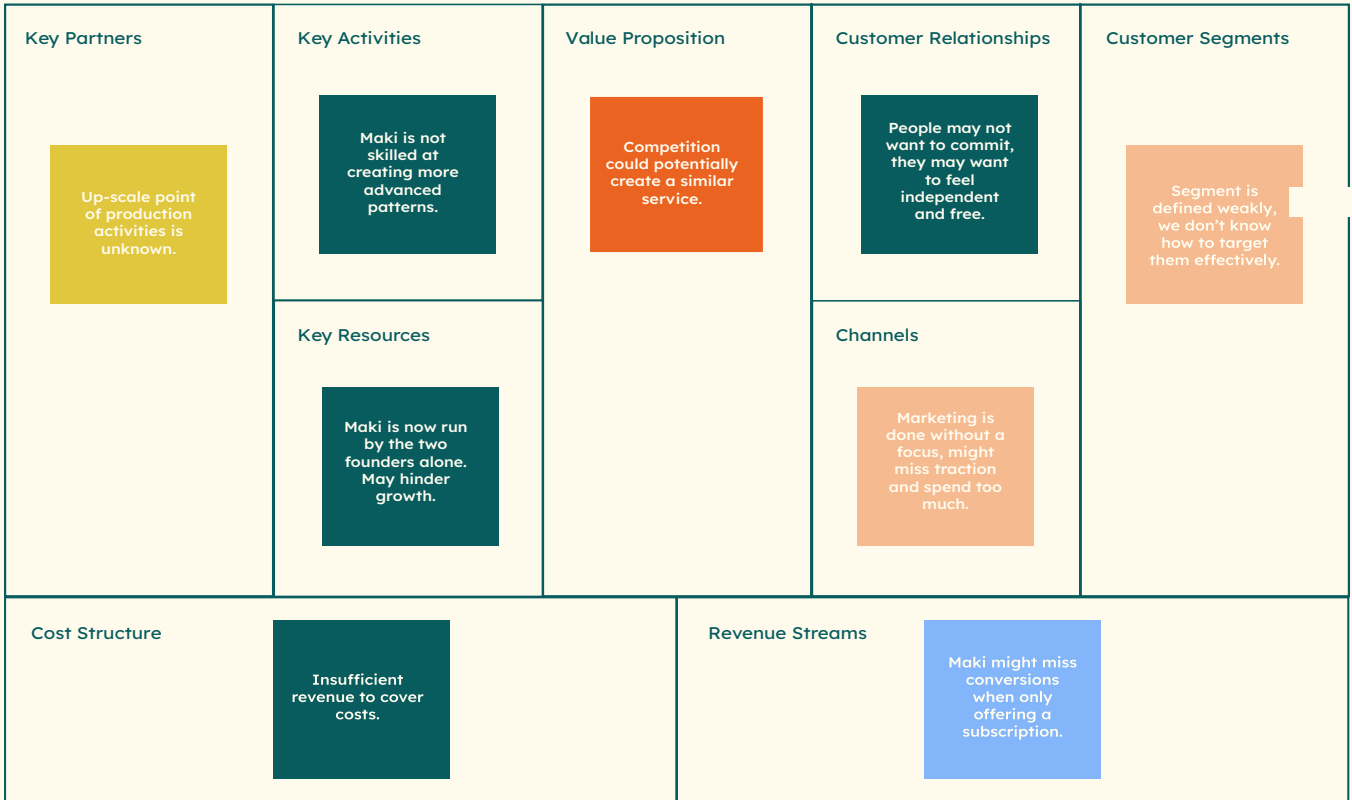 Key Partners
Up-scale point
of production
activities is
unknown.
Key Activities
Maki is not
skilled at
creating more
advanced
patterns.
Key Resources
Maki is now run
by the two
founders alone.
May hinder
growth.
Value Proposition
Competition
could potentially
create a similar
service.
Customer Relationships
People may not
want to commit,
they may want
to feel
independent
and free.
Channels
Marketing is
done without a
focus, might
miss traction
and spend too
much.
Customer Segments
Segment is
defined weakly,
we don’t know
how to target
them effectively.
Cost Structure
Insufficient
revenue to cover
costs.
Revenue Streams
Maki might miss
conversions
when only
offering a
subscription.